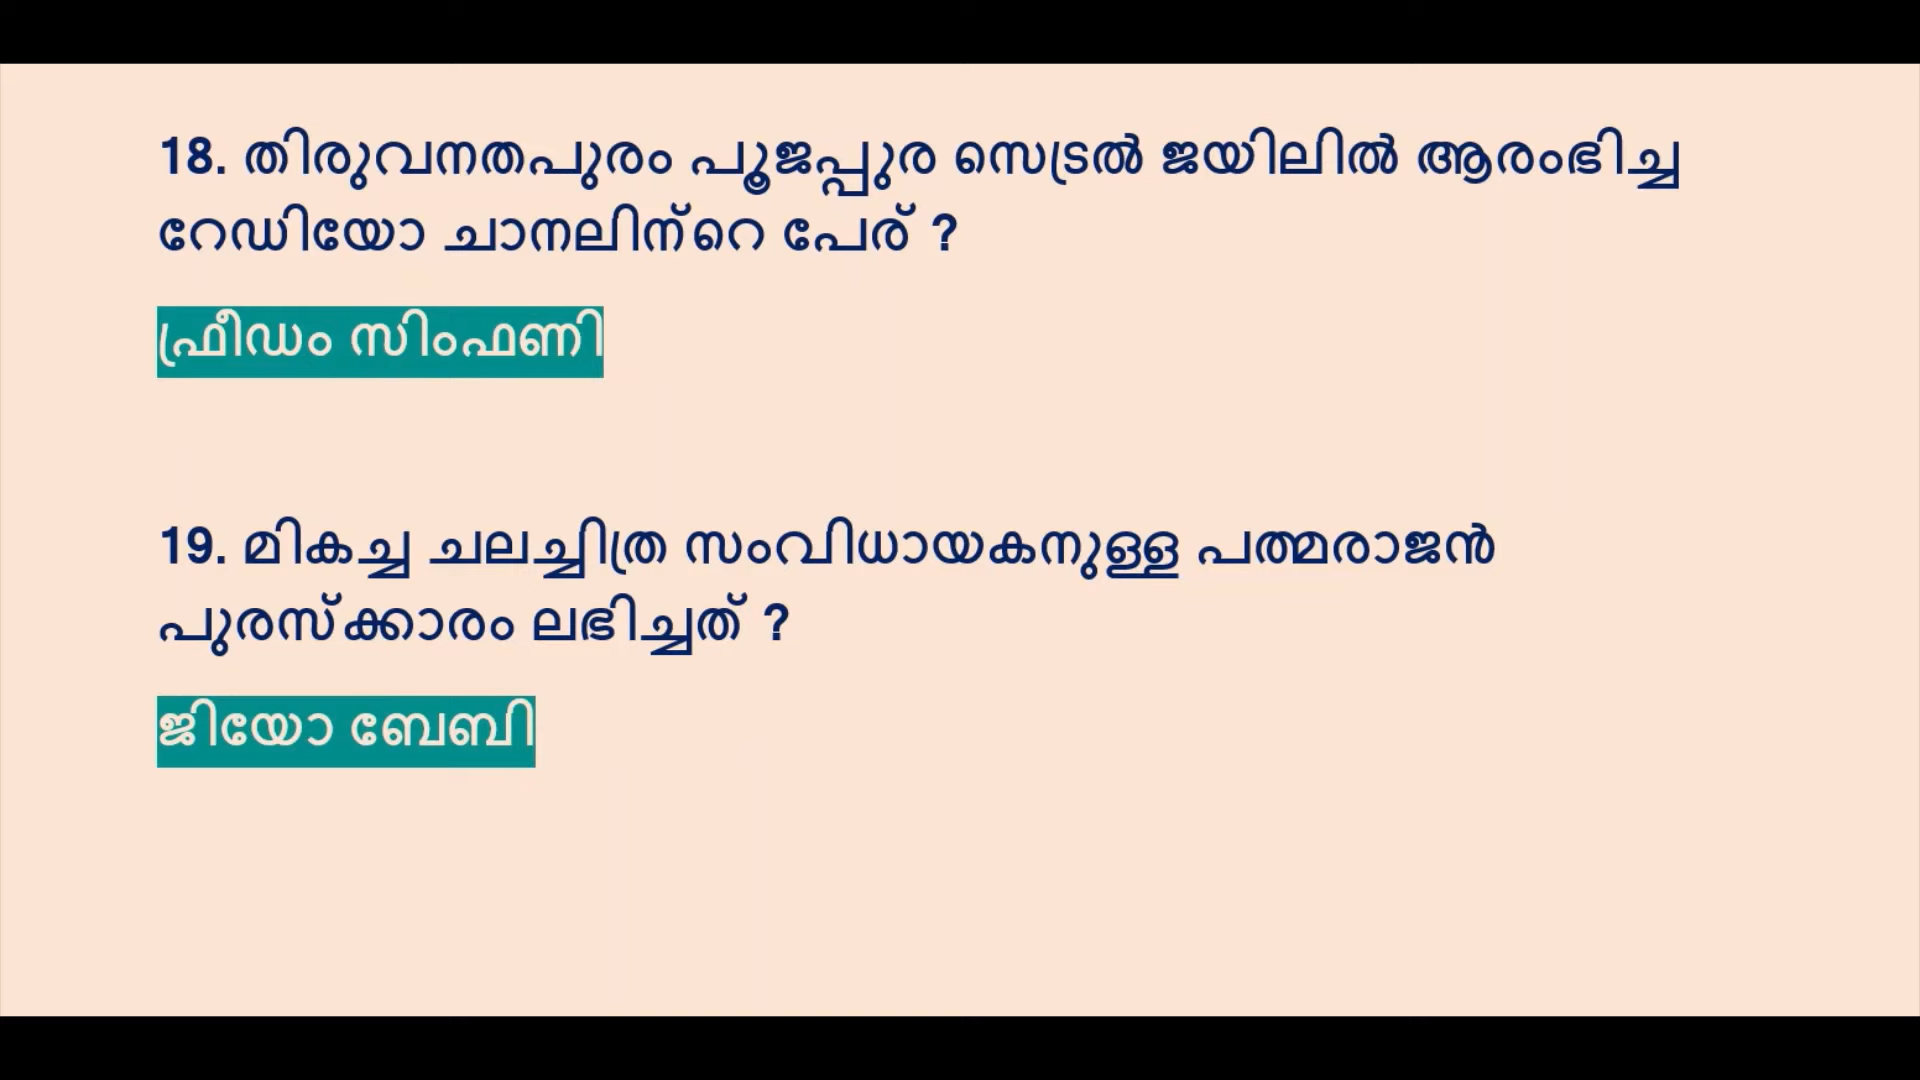 18. തിരുവനതപുരം പൂജപ്പുര സെട്രൽ ജയിലിൽ ആരംഭിച്ച
റേഡിയോ ചാനലിന്റെ പേര് ?
ഫ്രീഡം സിംഫണി
19. മികച്ച ചലച്ചിത്ര സംവിധായകനുള്ള പത്മരാജൻ
പുരസ്ക്കാരം ലഭിച്ചത് ?
ജിയോ ബേബി